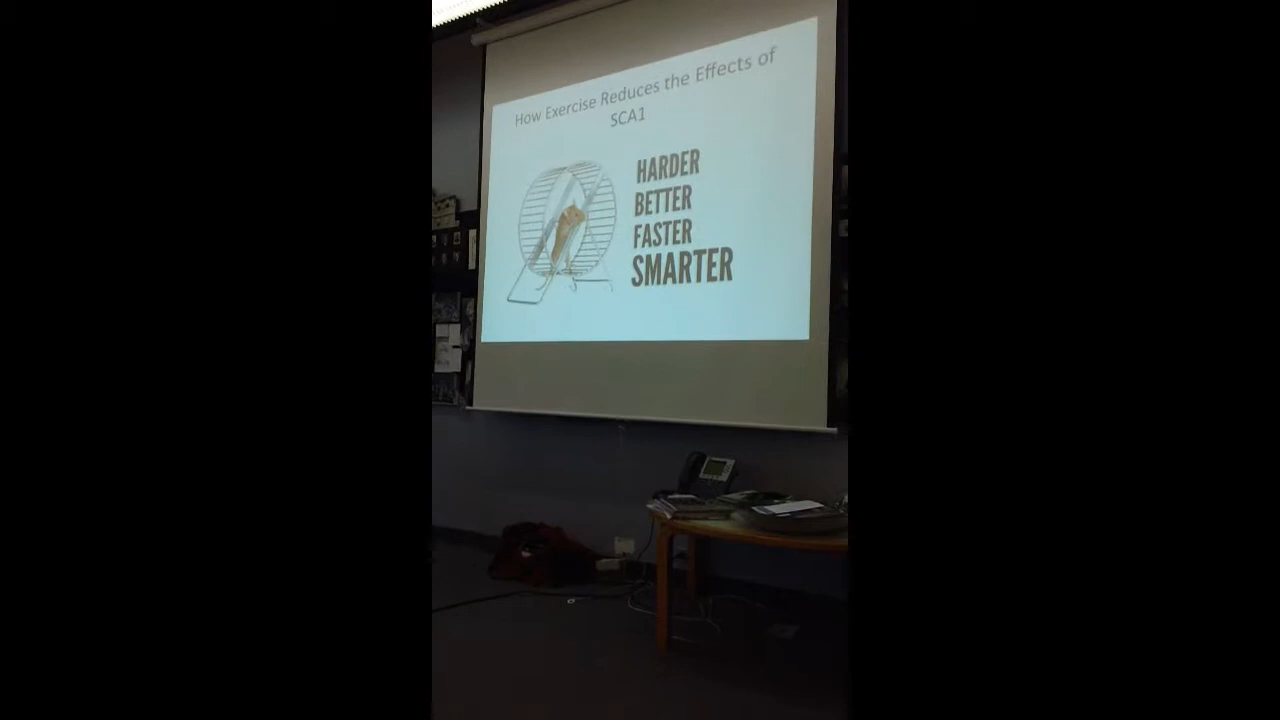 How Exercise Reduces the Effects of
SCA1
HARDER
BETTER
FASTER
SMARTER